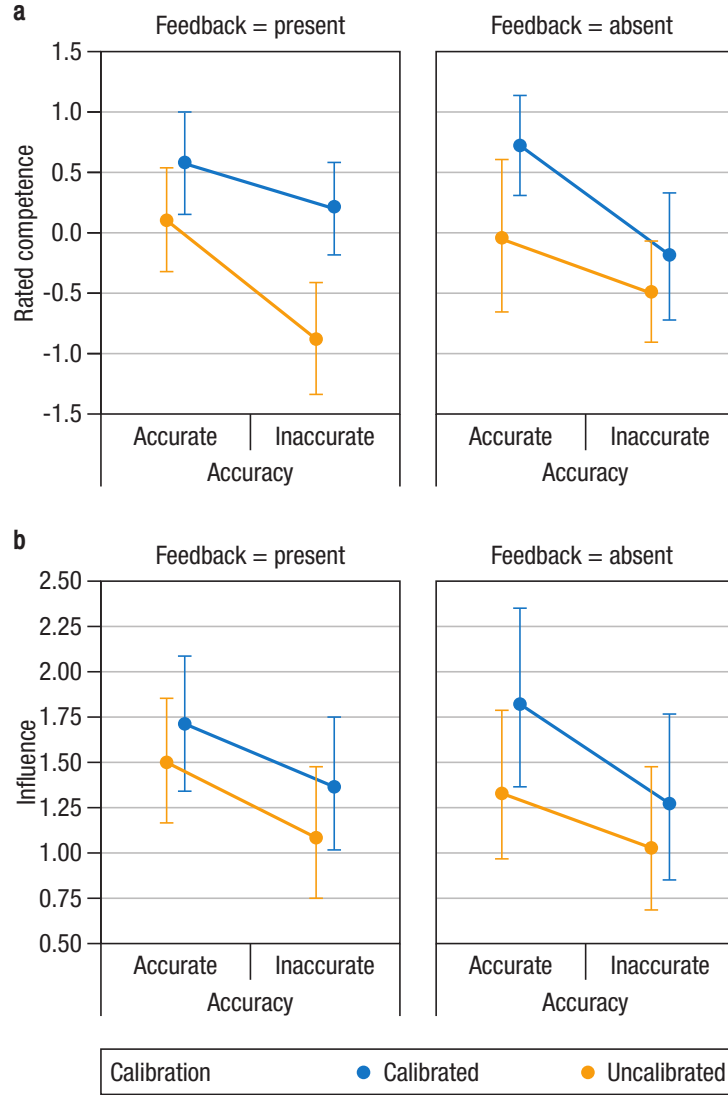 a
Feedback = present
Feedback = absent
Rated competence
1.5
1.0
0.5
0.0
-0.5
-1.0
-1.5
Accurate
Inaccurate
Accuracy
Accurate
Inaccurate
Accuracy
b
Feedback = present
Feedback = absent
Influence
2.50
2.25
2.00
1.75
1.50
1.25
1.00
0.75
0.50
Accurate
Inaccurate
Accuracy
Accurate
Inaccurate
Accuracy
Calibration
Calibrated
Uncalibrated